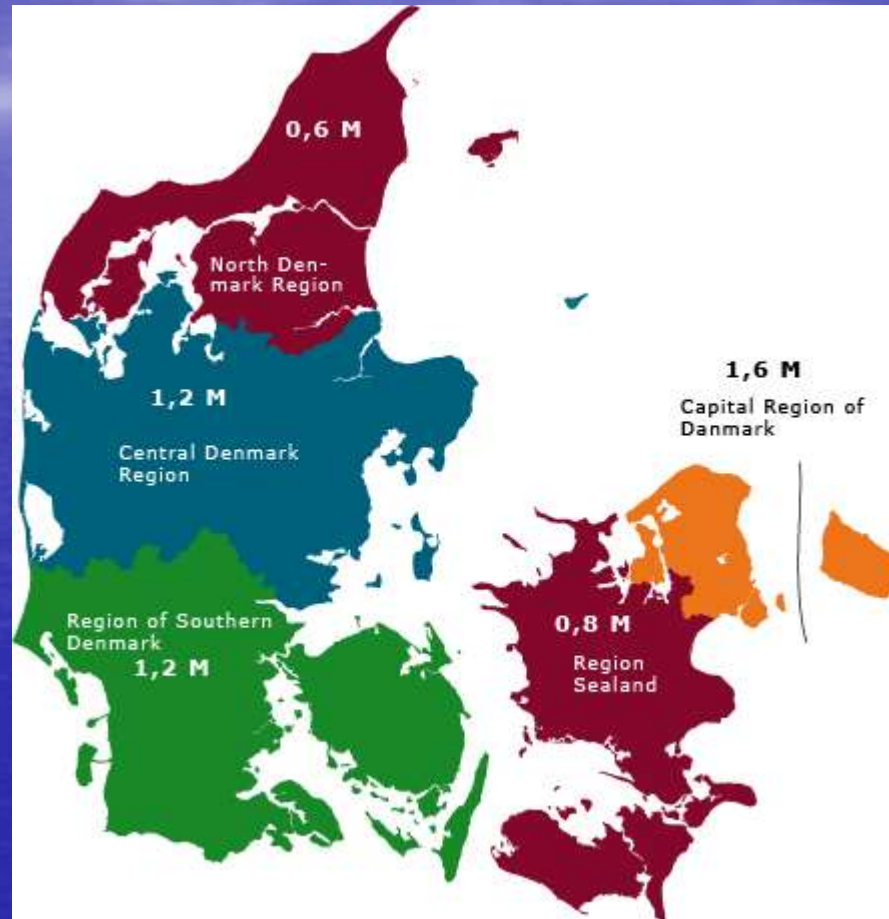 0,6 M
North Den-
mark Region
1,2 M
Central Denmark
Region
1,6 M
Capital Region of
Danmark
Region of Southern
Denmark
1,2 M
0,8 M
Region
Sealand